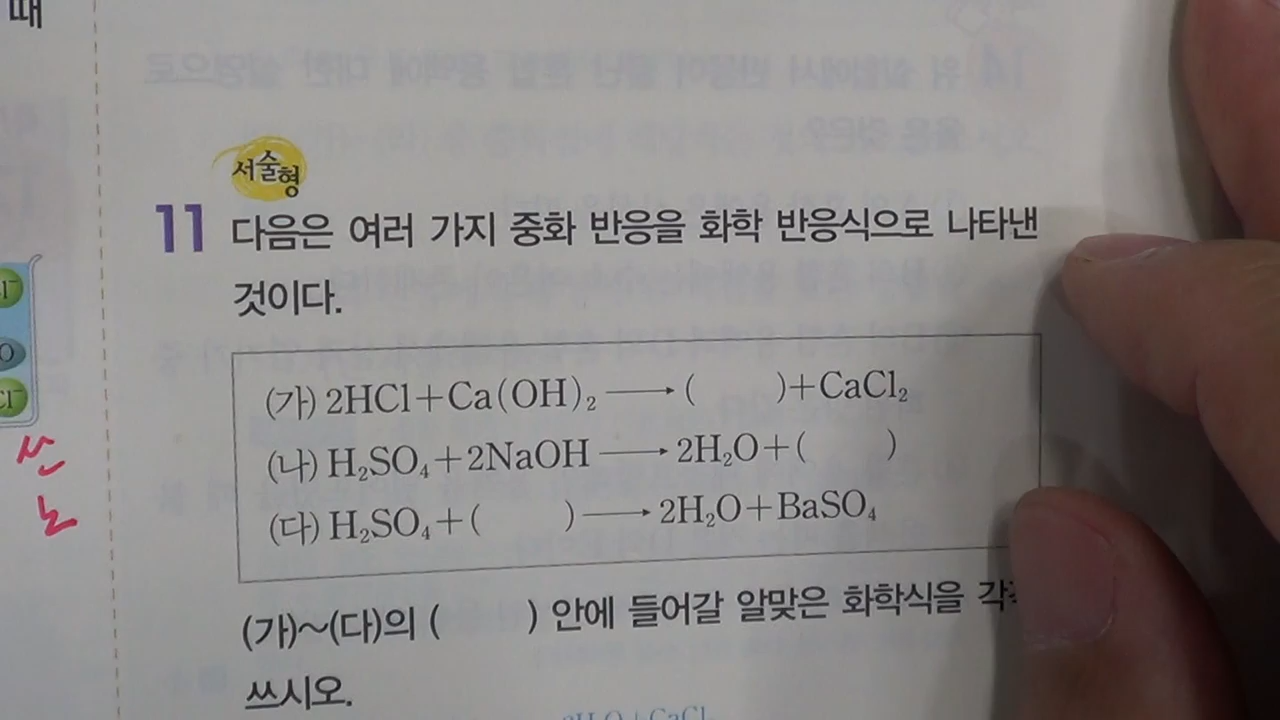 때
서술형
11 다음은 여러 가지 중화 반응을 화학 반응식으로 나타낸
것이다.
(가) 2HCl+Ca(OH)₂ ⟶ (      )+CaCl₂
(나) H₂SO₄+2NaOH ⟶ 2H₂O+(      )
(다) H₂SO₄+(      ) ⟶ 2H₂O+BaSO₄
(가)~(다)의 (      ) 안에 들어갈 알맞은 화학식을
쓰시오.